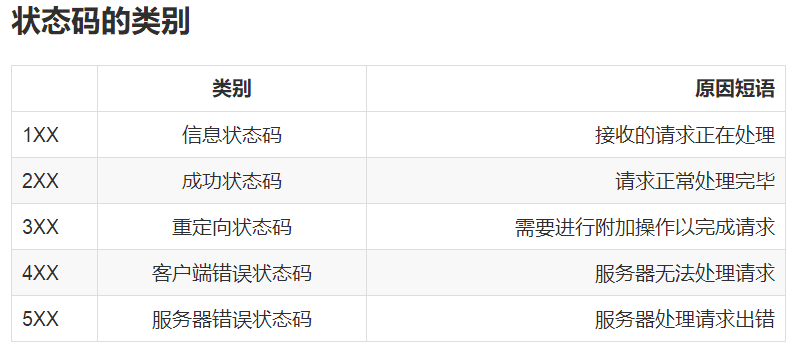 状态码的类别
类别 原因短语
1XX 信息状态码 接收的请求正在处理
2XX 成功状态码 请求正常处理完毕
3XX 重定向状态码 需要进行附加操作以完成请求
4XX 客户端错误状态码 服务器无法处理请求
5XX 服务器错误状态码 服务器处理请求出错